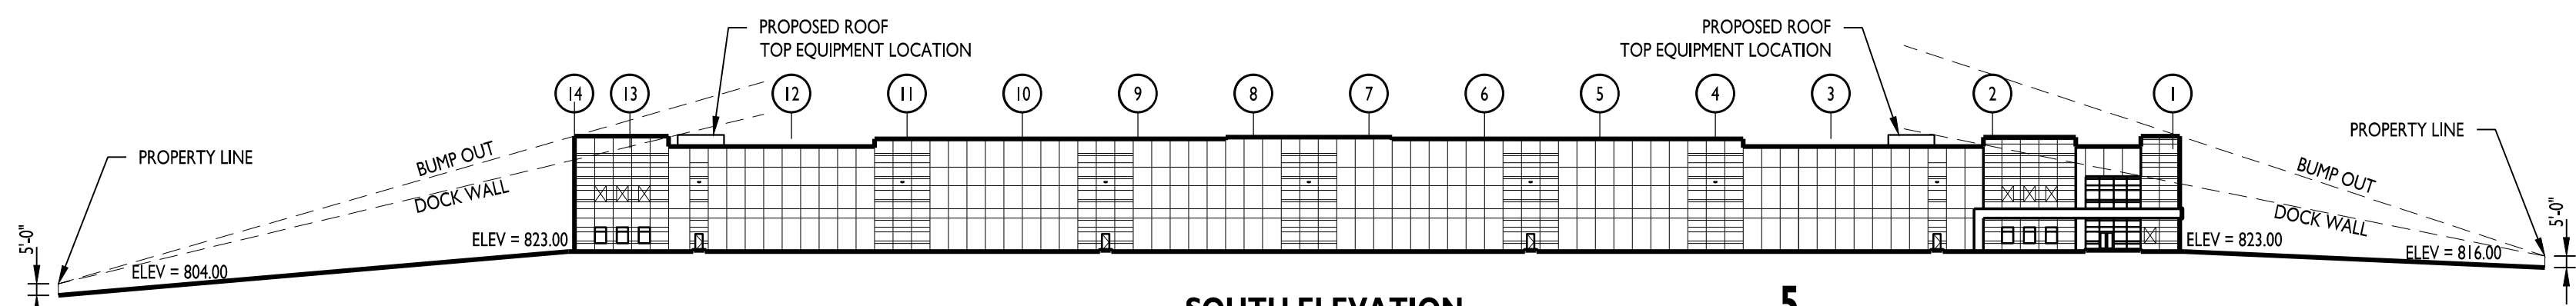 PROPOSED ROOF
TOP EQUIPMENT LOCATION
PROPOSED ROOF
TOP EQUIPMENT LOCATION
14 13 12 11 10 9 8 7 6 5 4 3 2 1
PROPERTY LINE
BUMP OUT
DOCK WALL
PROPERTY LINE
BUMP OUT
DOCK WALL
5'-0"
ELEV = 804.00
ELEV = 823.00
ELEV = 823.00
ELEV = 816.00
5'-0"
SOUTH ELEVATION
5